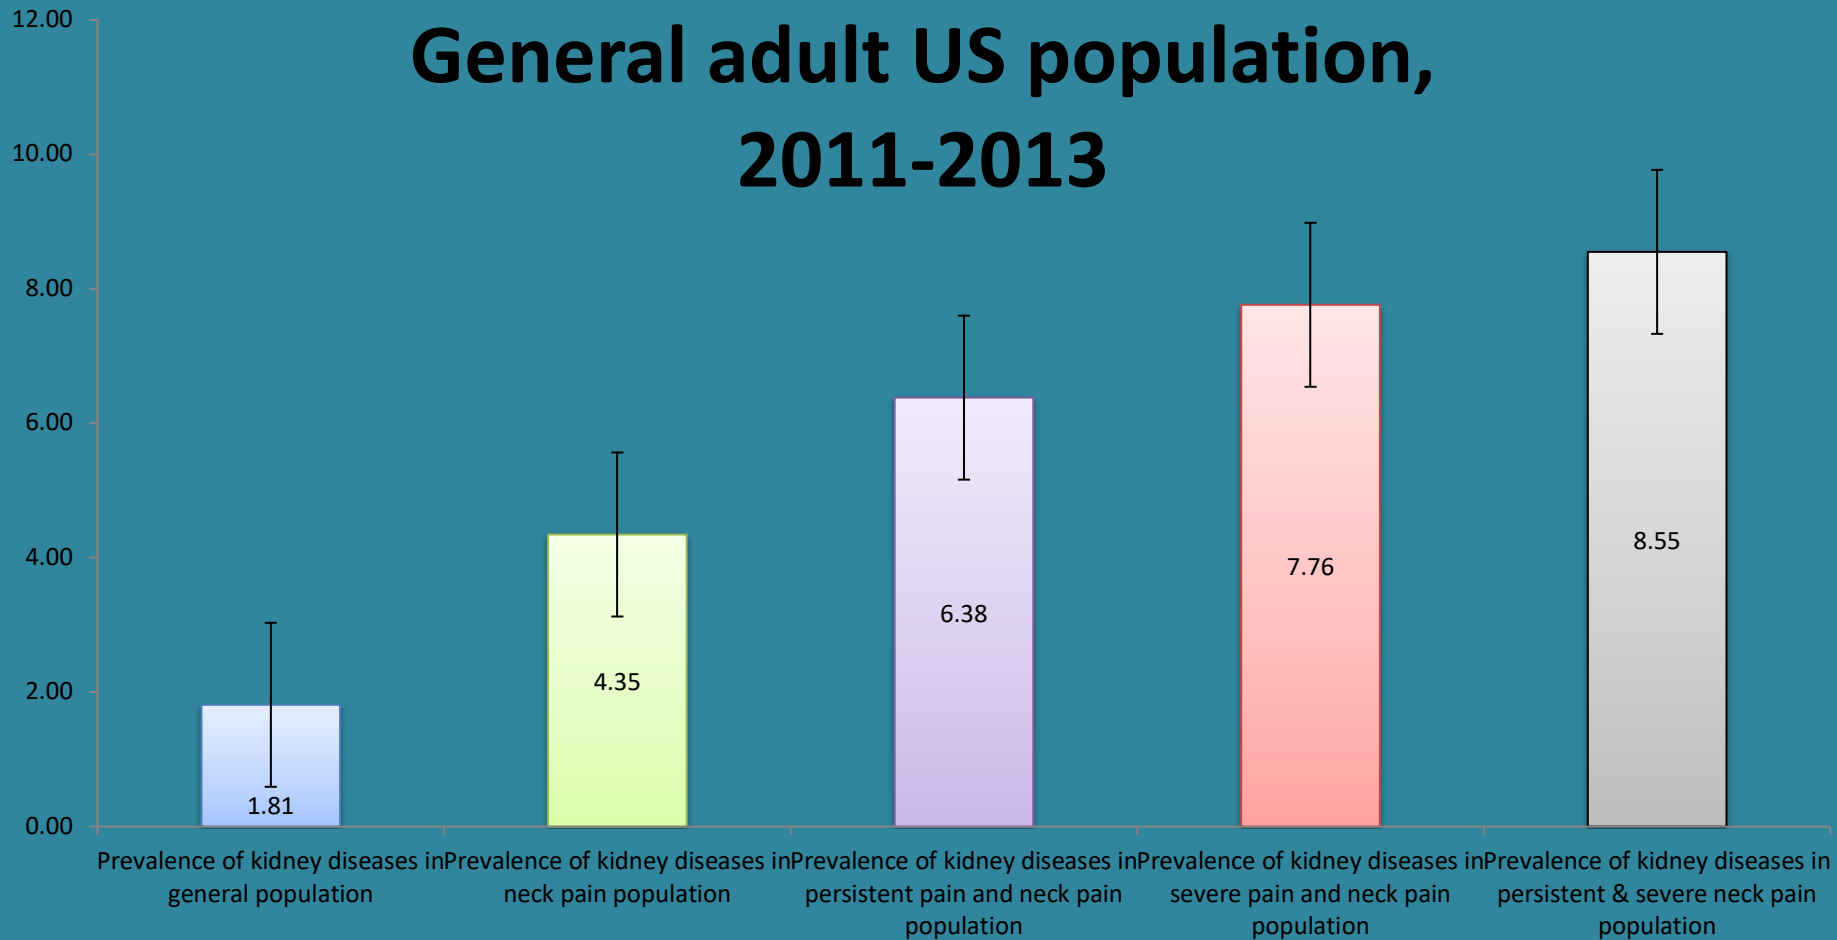 General adult US population,
2011-2013
12.00
10.00
8.00
6.00
4.00
2.00
0.00
1.81
4.35
6.38
7.76
8.55
Prevalence of kidney diseases in
general population
Prevalence of kidney diseases in
neck pain population
Prevalence of kidney diseases in
persistent pain and neck pain
population
Prevalence of kidney diseases in
severe pain and neck pain
population
Prevalence of kidney diseases in
persistent & severe neck pain
population